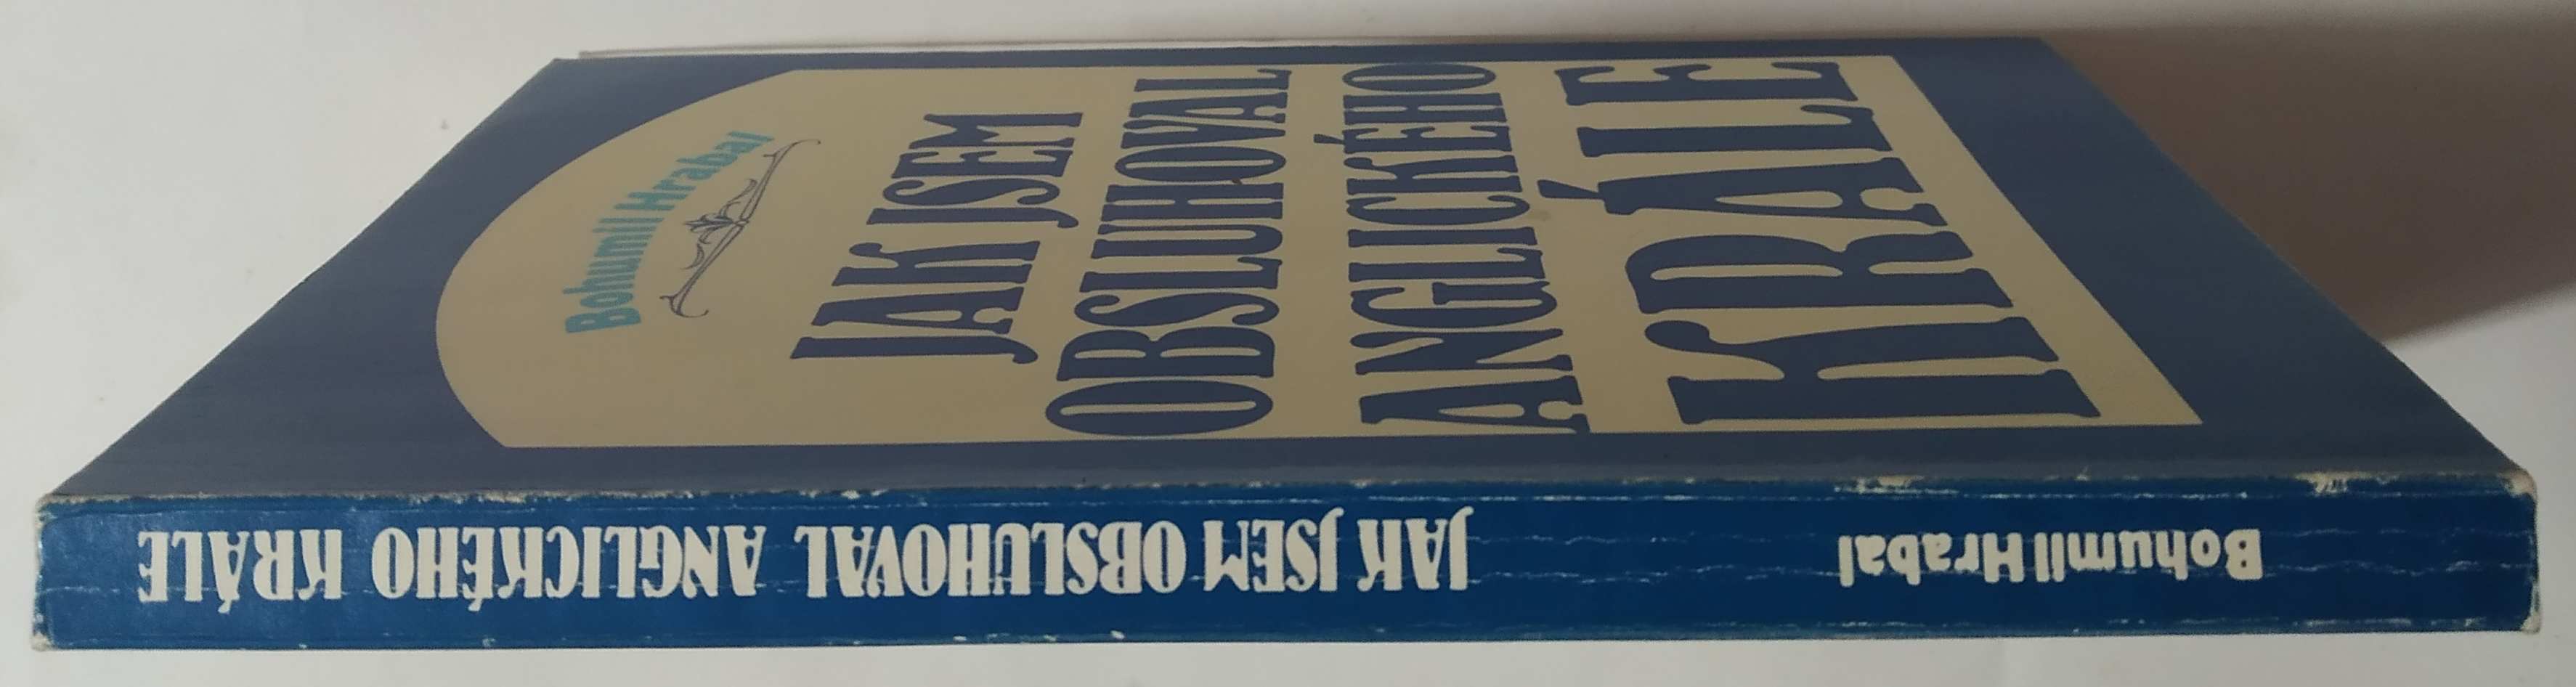 Bohumil Hrabal
JAK JSEM
OBSLUHOVAL
ANGLICKÉHO
KRÁLE
Bohumil Hrabal JAK JSEM OBSLUHOVAL ANGLICKÉHO KRÁLE